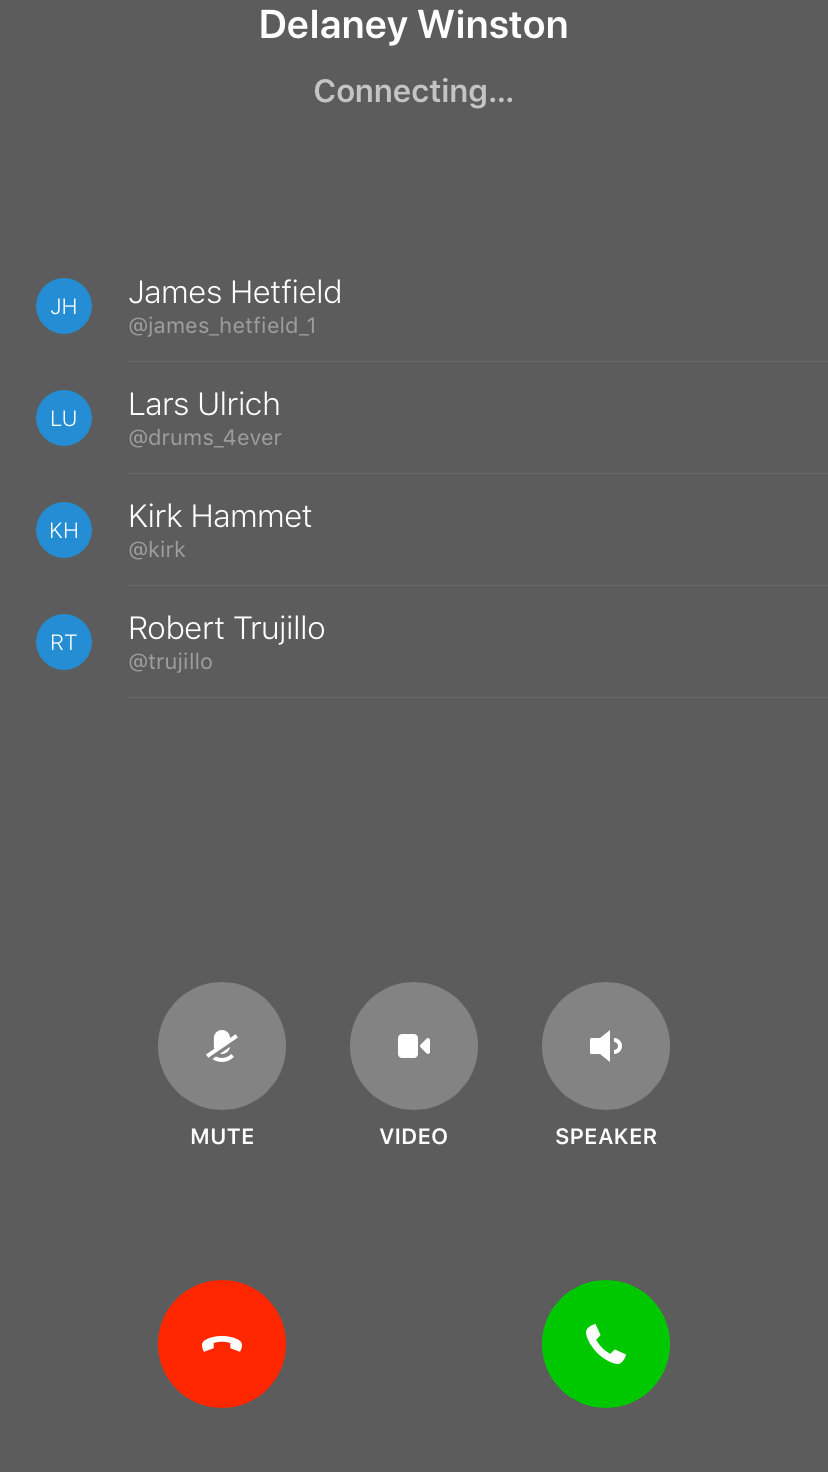 Delaney Winston
Connecting...
JH
James Hetfield
@james_hetfield_1
LU
Lars Ulrich
@drums_4ever
KH
Kirk Hammet
@kirk
RT
Robert Trujillo
@trujillo
MUTE
VIDEO
SPEAKER